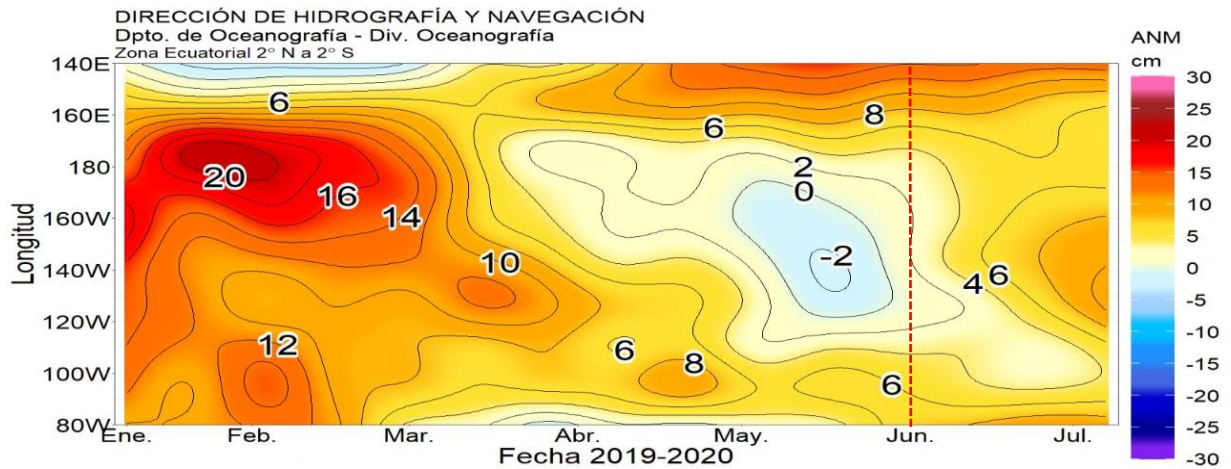 DIRECCIÓN DE HIDROGRAFÍA Y NAVEGACIÓN
Dpto. de Oceanografía - Div. Oceanografía
Zona Ecuatorial 2° N a 2° S
ANM
cm
140E
160E
180
160W
140W
120W
100W
80W
Longitud
6
20
16
14
10
12
6
8
6
8
2
0
-2
4
6
6
30
25
20
15
10
5
0
-5
-10
-15
-20
-25
-30
Ene.
Feb.
Mar.
Abr.
May.
Jun.
Jul.
Fecha 2019-2020